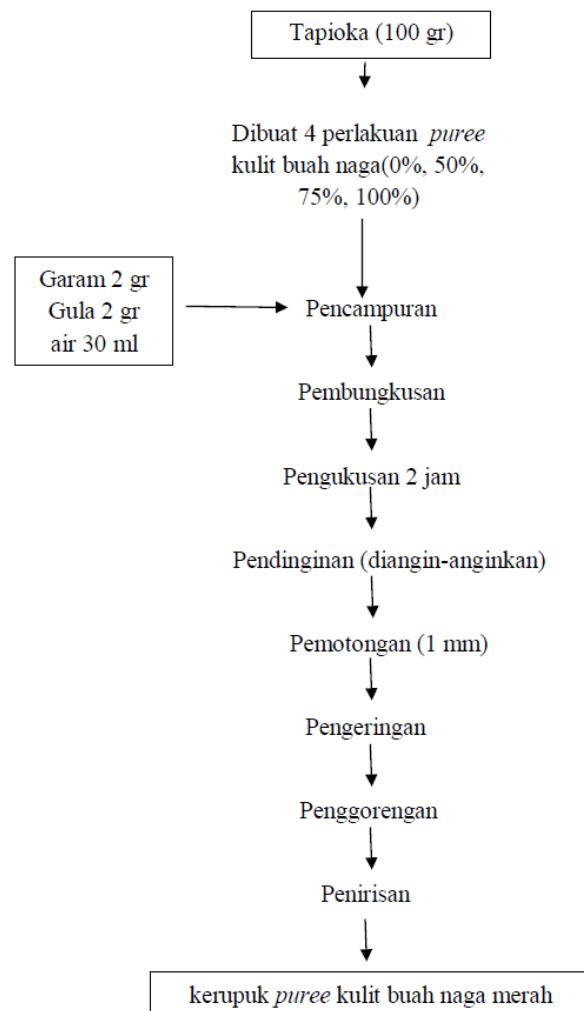 Tapioka (100 gr)
Dibuat 4 perlakuan puree
kulit buah naga(0%, 50%,
75%, 100%)
Garam 2 gr
Gula 2 gr
air 30 ml
Pencampuran
Pembungkusan
Pengukusan 2 jam
Pendinginan (diangin-anginkan)
Pemotongan (1 mm)
Pengeringan
Penggorengan
Penirisan
kerupuk puree kulit buah naga merah